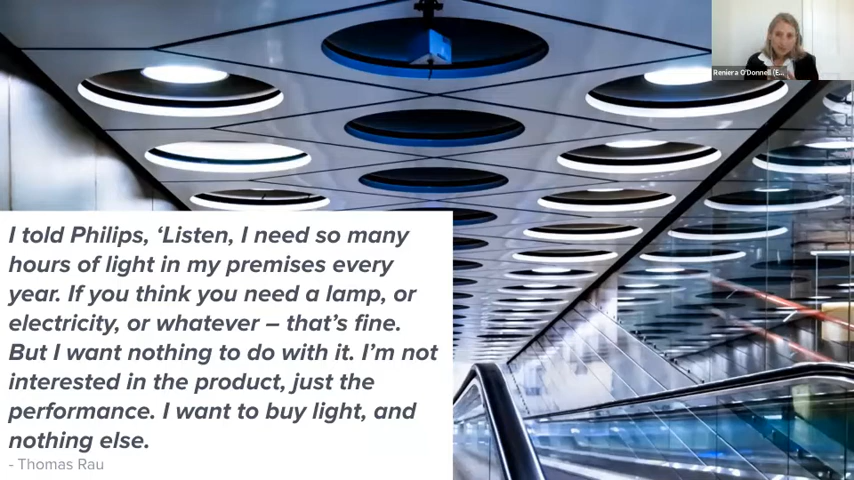 Reniera O'Donnell (E...
I told Philips, ‘Listen, I need so many
hours of light in my premises every
year. If you think you need a lamp, or
electricity, or whatever – that’s fine.
But I want nothing to do with it. I’m not
interested in the product, just the
performance. I want to buy light, and
nothing else.
- Thomas Rau